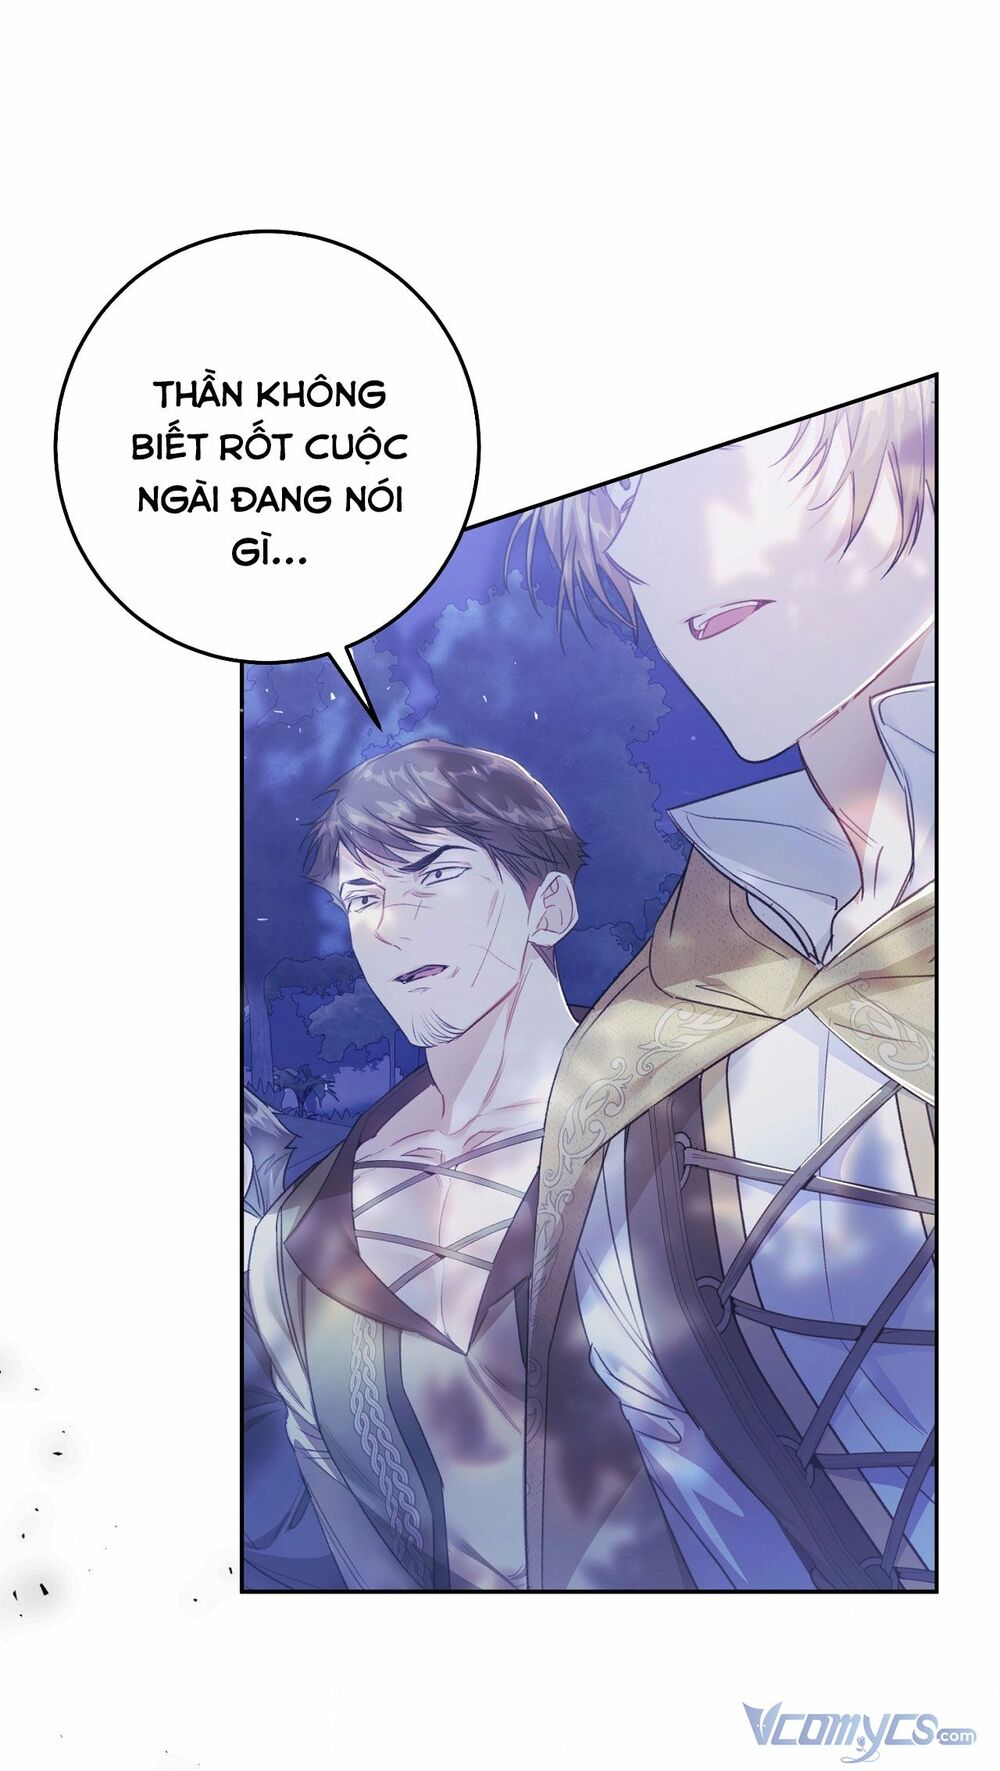 THẦN KHÔNG
BIẾT RỐT CUỘC
NGÀI ĐANG NÓI
GÌ...
VCOMYCS.com